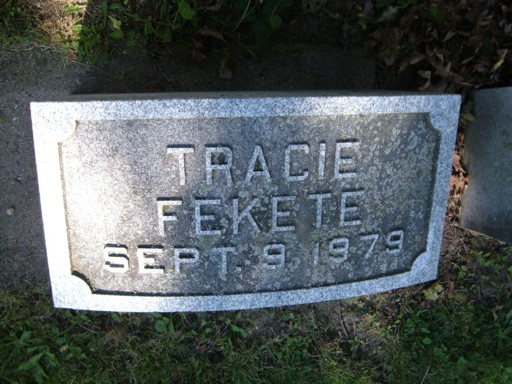 TRACIE
FEKETE
SEPT. 9. 1979